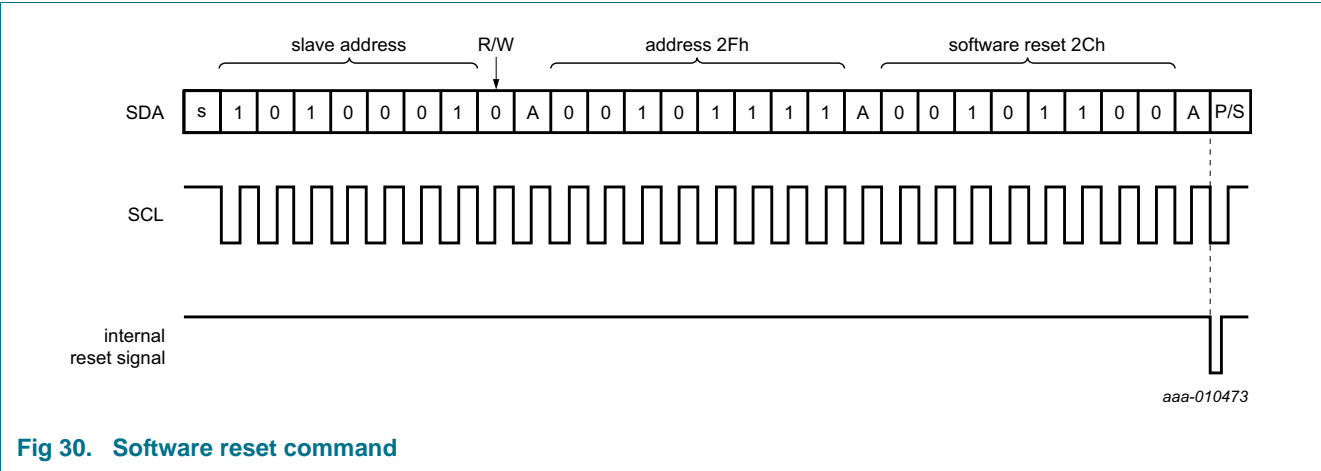 slave address R/W address 2Fh software reset 2Ch
SDA s 1 0 1 0 0 0 1 0 A 0 0 1 0 1 1 1 1 A 0 0 1 0 1 1 0 0 A P/S
SCL
internal
reset signal
aaa-010473
Fig 30. Software reset command